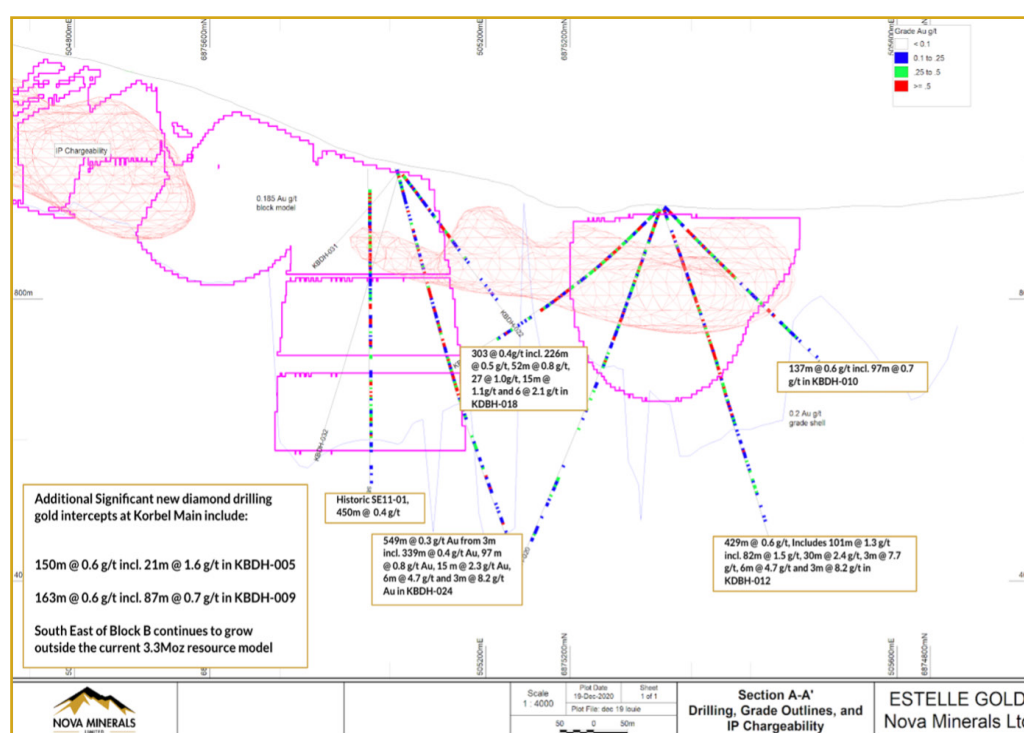 504800mE
6875600mN
505200mE
6875200mN
Grade Au g/t
< 0.1
0.1 to .25
.25 to .5
>= .5
IP Chargeability
0.185 Au g/t
block model
KBDH-031
800m
303 @ 0.4g/t incl. 226m
@ 0.5 g/t, 52m @ 0.8 g/t,
27 @ 1.0g/t, 15m @
1.1g/t and 6 @ 2.1 g/t in
KDBH-018
137m @ 0.6 g/t incl. 97m @ 0.7
g/t in KBDH-010
0.2 Au g/t
grade shell
KBDH-032
Historic SE11-01,
450m @ 0.4 g/t
Additional Significant new diamond drilling
gold intercepts at Korbel Main include:
150m @ 0.6 g/t incl. 21m @ 1.6 g/t in KBDH-005
163m @ 0.6 g/t incl. 87m @ 0.7 g/t in KBDH-009
South East of Block B continues to grow
outside the current 3.3Moz resource model
549m @ 0.3 g/t Au from 3m
incl. 339m @ 0.4 g/t Au, 97 m
@ 0.8 g/t Au, 15 m @ 2.3 g/t Au,
6m @ 4.7 g/t and 3m @ 8.2 g/t
Au in KBDH-024
429m @ 0.6 g/t, Includes 101m @ 1.3 g/t
incl. 82m @ 1.5 g/t, 30m @ 2.4 g/t, 3m @ 7.7
g/t, 6m @ 4.7 g/t and 3m @ 8.2 g/t in
KDBH-012
505200mE
6875200mN
505600mE
6874800mN
NOVA MINERALS
LIMITED
Scale
1 : 4000
Plot Date
19-Dec-2020
Sheet
1 of 1
Plot File: dec 19 louie
50 0 50m
Section A-A'
Drilling, Grade Outlines, and
IP Chargeability
ESTELLE GOLD
Nova Minerals Ltd